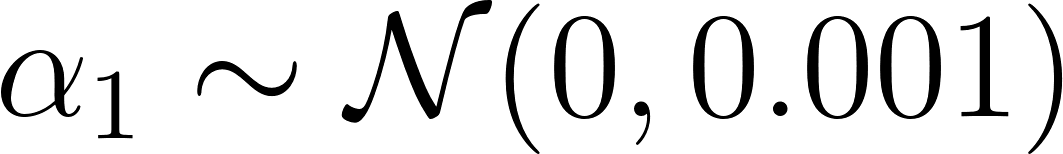 α₁ ∼ 𝒩(0, 0.001)